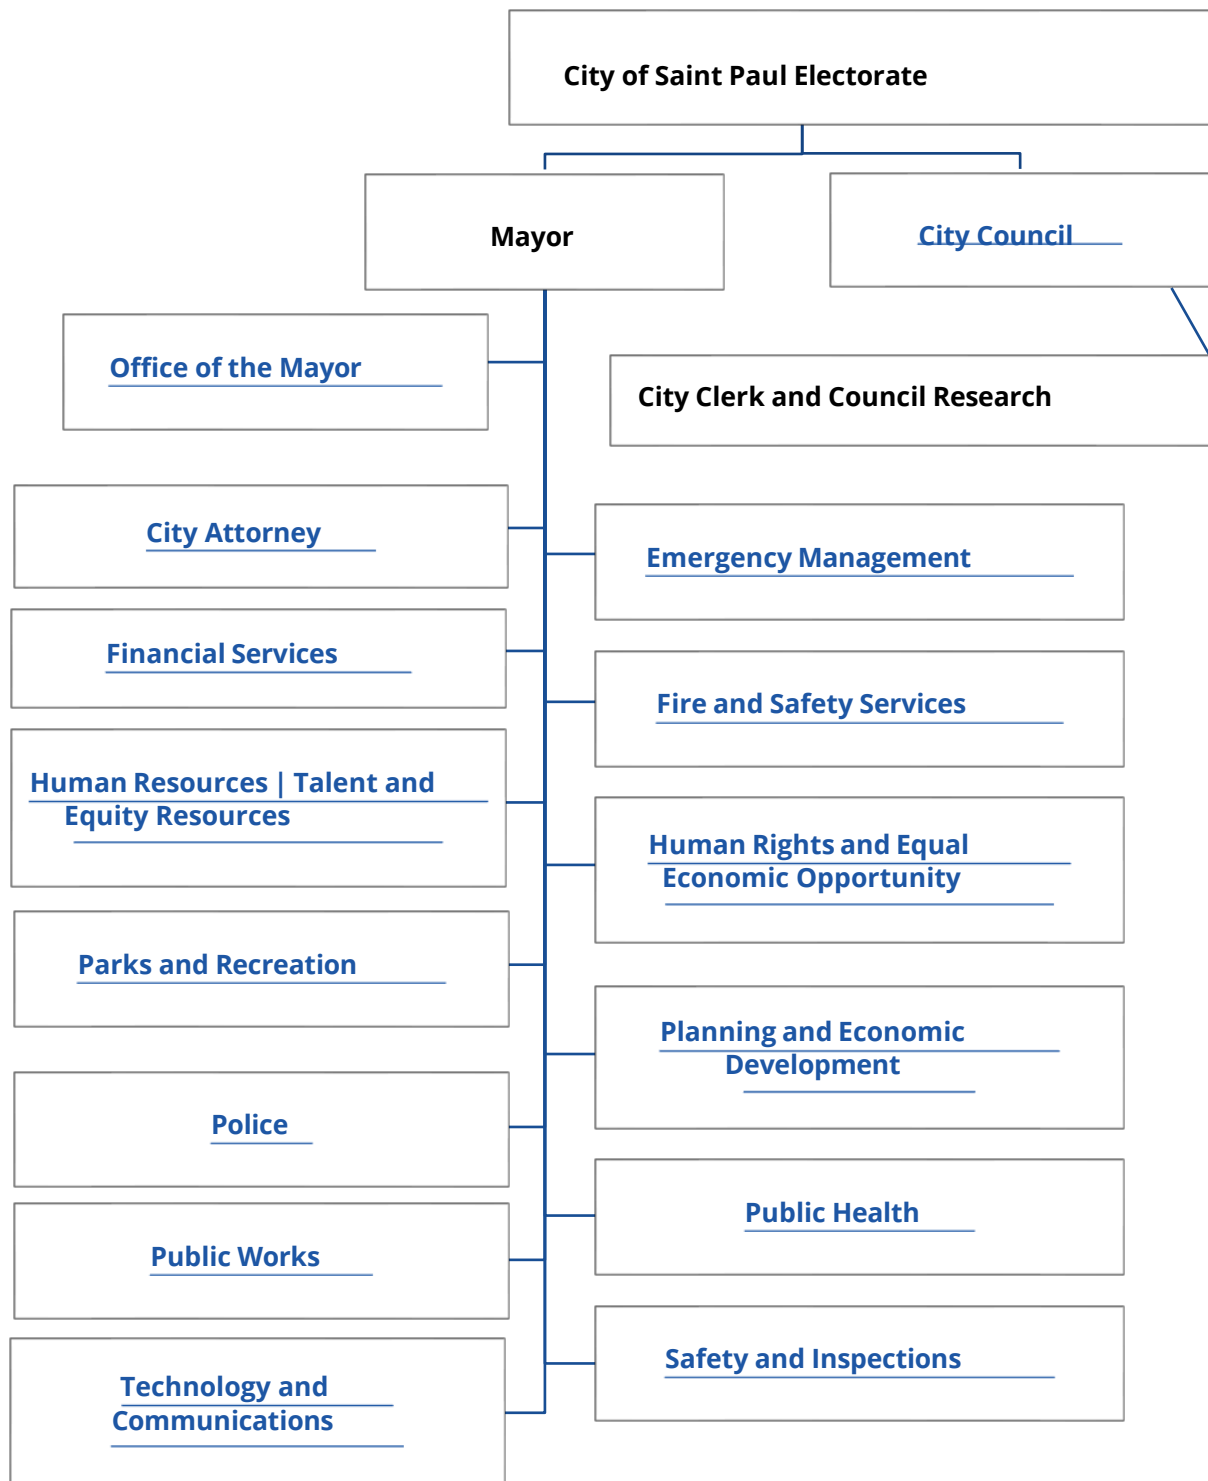 City of Saint Paul Electorate
Mayor
City Council
Office of the Mayor
City Clerk and Council Research
City Attorney
Emergency Management
Financial Services
Fire and Safety Services
Human Resources | Talent and
Equity Resources
Human Rights and Equal
Economic Opportunity
Parks and Recreation
Planning and Economic
Development
Police
Public Health
Public Works
Safety and Inspections
Technology and
Communications